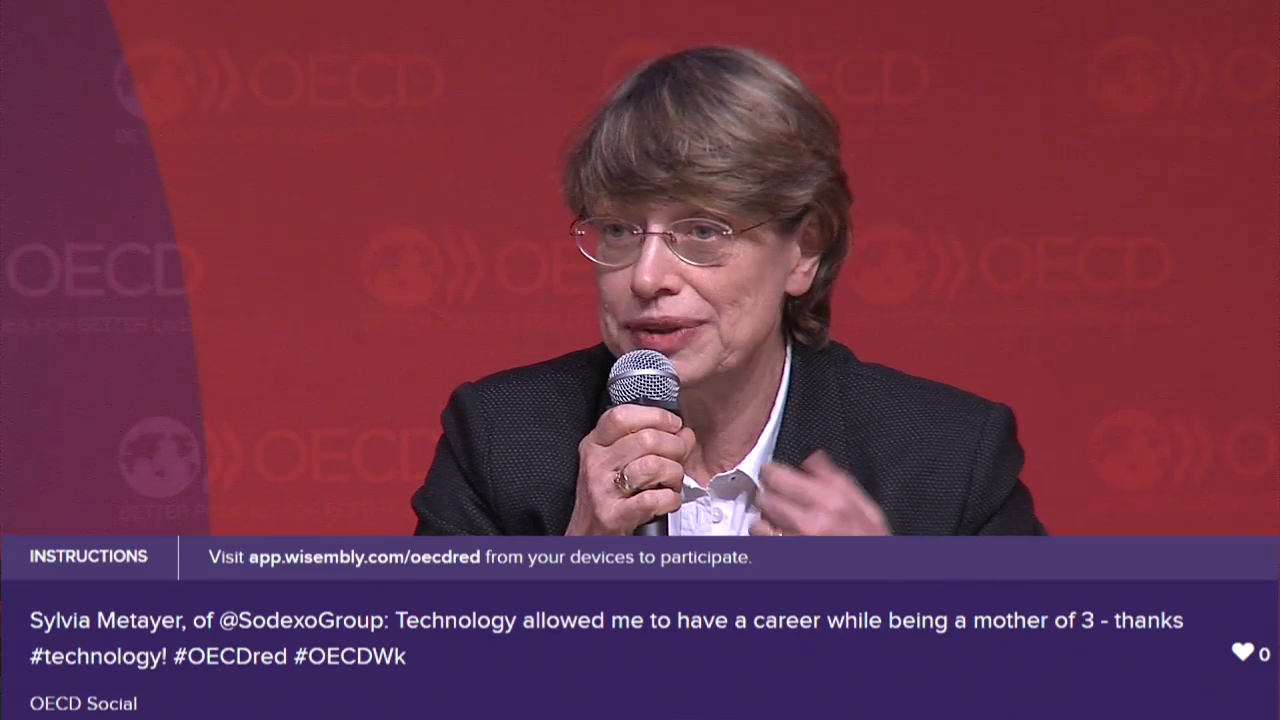 OECD
OECD
OECD
OECD
OECD
OECD
OECD
INSTRUCTIONS
Visit app.wisembly.com/oecdred from your devices to participate.
Sylvia Metayer, of @SodexoGroup: Technology allowed me to have a career while being a mother of 3 - thanks
#technology! #OECDred #OECDWk
0
OECD Social